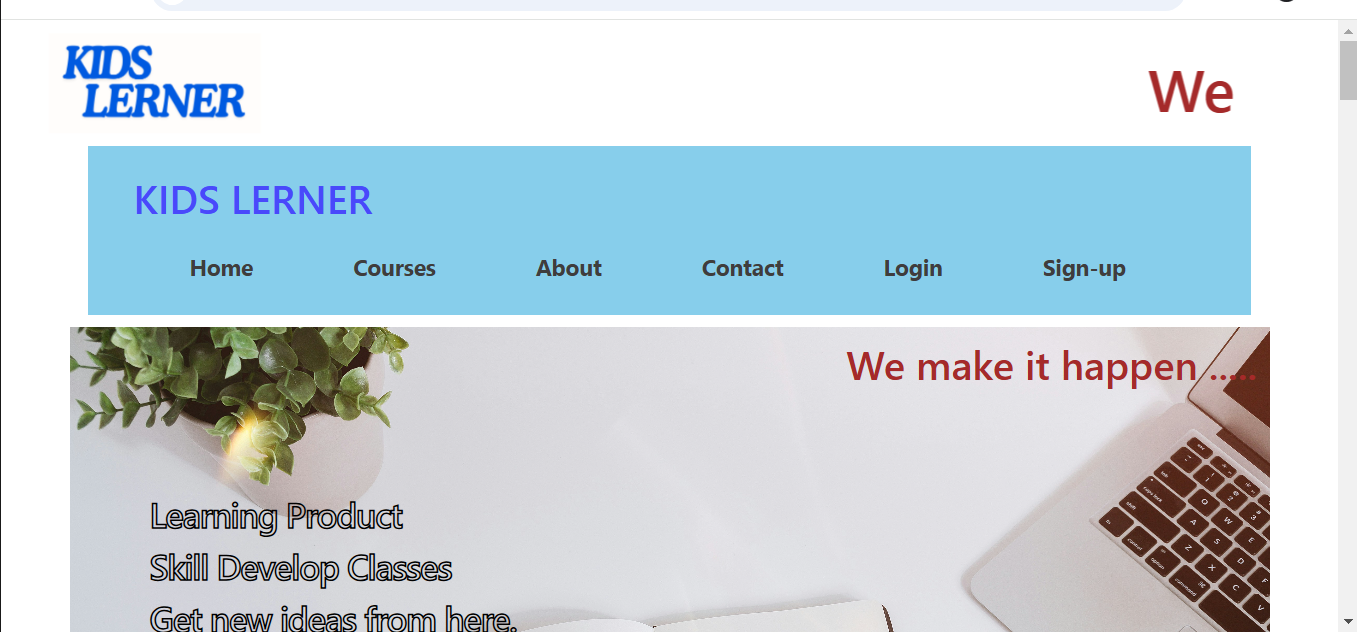 KIDS
LERNER
We
KIDS LERNER
Home Courses About Contact Login Sign-up
We make it happen .....
Learning Product
Skill Develop Classes
Get new ideas from here.